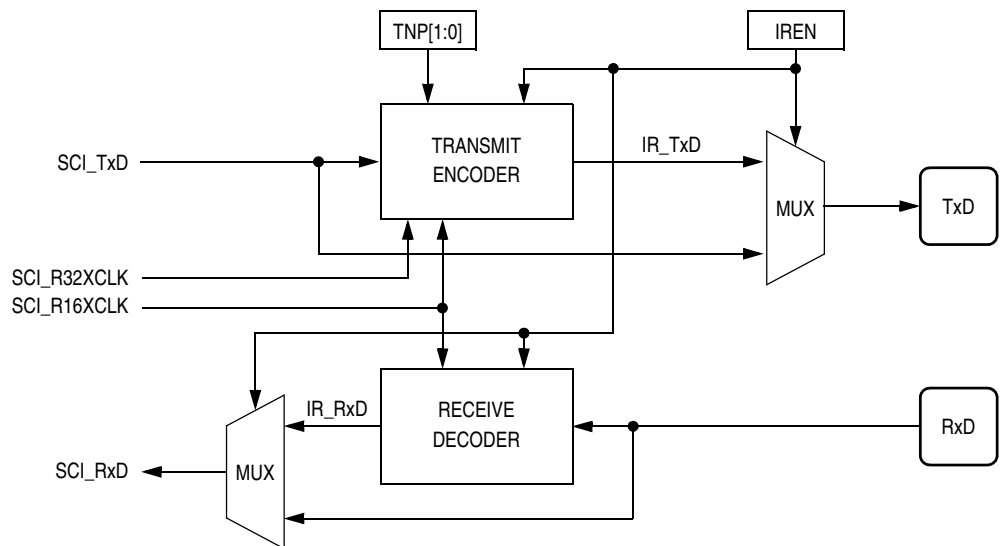 TNP[1:0]
IREN
TRANSMIT
ENCODER
SCI_TxD
IR_TxD
MUX
TxD
SCI_R32XCLK
SCI_R16XCLK
IR_RxD
RECEIVE
DECODER
RxD
SCI_RxD
MUX